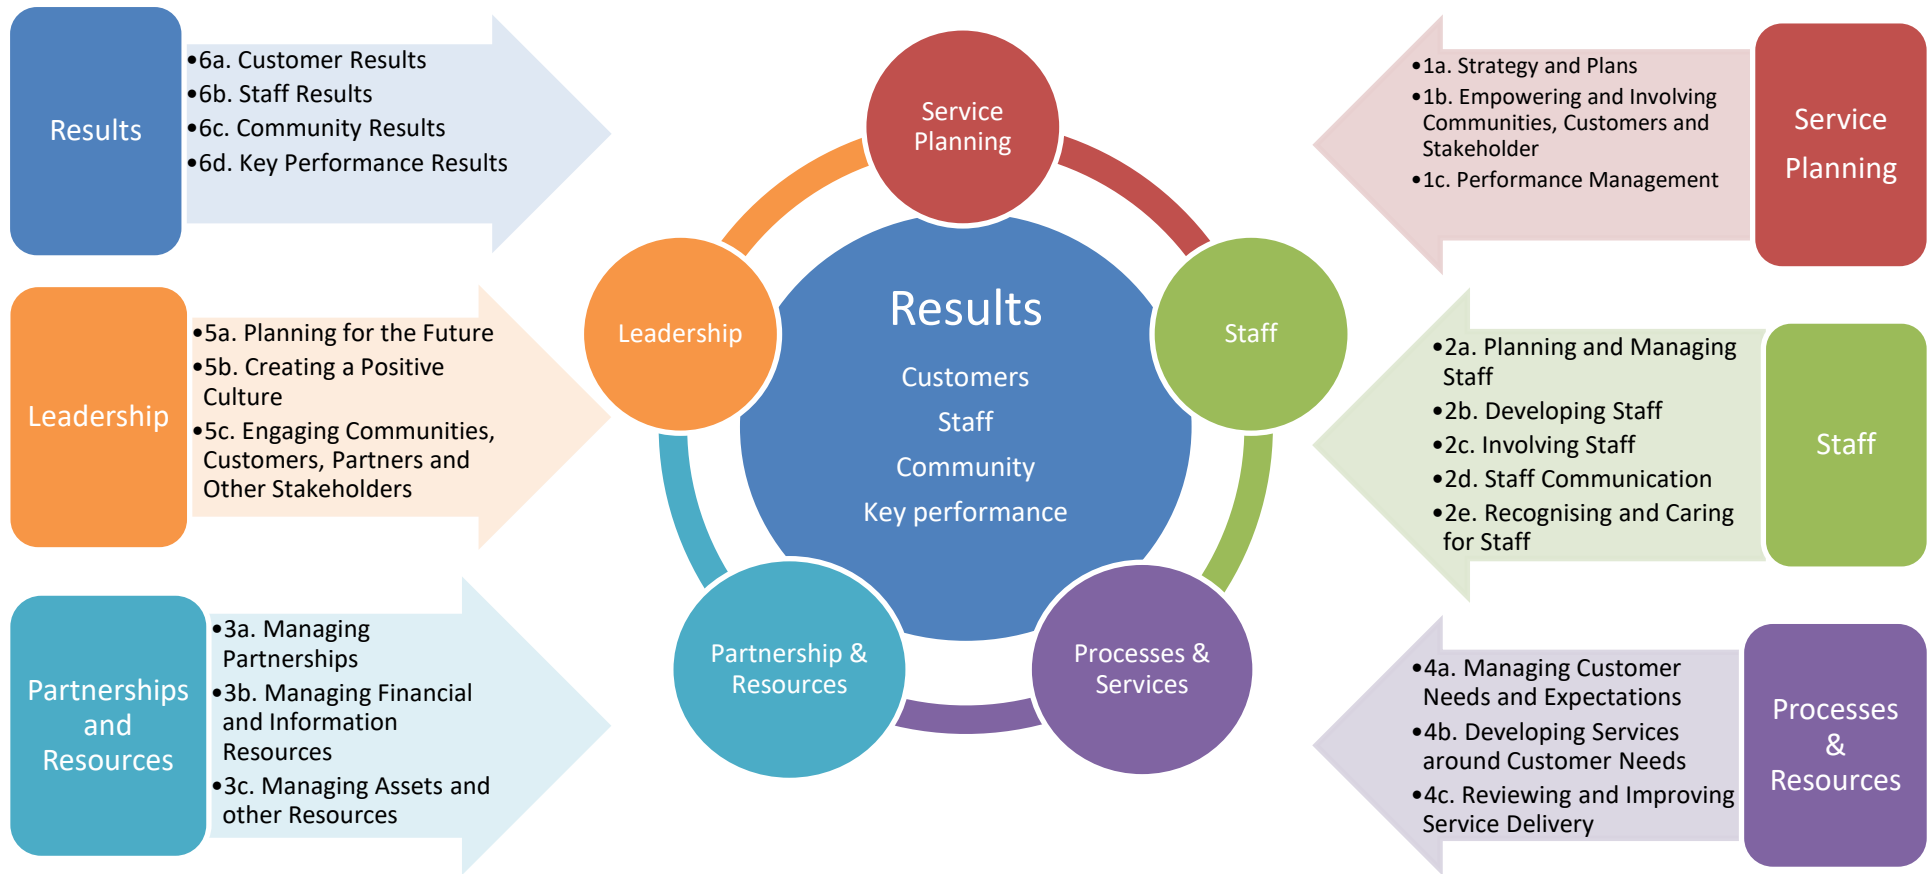 Results
•6a. Customer Results
•6b. Staff Results
•6c. Community Results
•6d. Key Performance Results
Leadership
•5a. Planning for the Future
•5b. Creating a Positive
Culture
•5c. Engaging Communities,
Customers, Partners and
Other Stakeholders
Partnerships
and
Resources
•3a. Managing
Partnerships
•3b. Managing Financial
and Information
Resources
•3c. Managing Assets and
other Resources
Service
Planning
Leadership
Staff
Results
Customers
Staff
Community
Key performance
Partnership &
Resources
Processes &
Services
•1a. Strategy and Plans
•1b. Empowering and Involving
Communities, Customers and
Stakeholder
•1c. Performance Management
Service
Planning
•2a. Planning and Managing
Staff
•2b. Developing Staff
•2c. Involving Staff
•2d. Staff Communication
•2e. Recognising and Caring
for Staff
Staff
•4a. Managing Customer
Needs and Expectations
•4b. Developing Services
around Customer Needs
•4c. Reviewing and Improving
Service Delivery
Processes
&
Resources